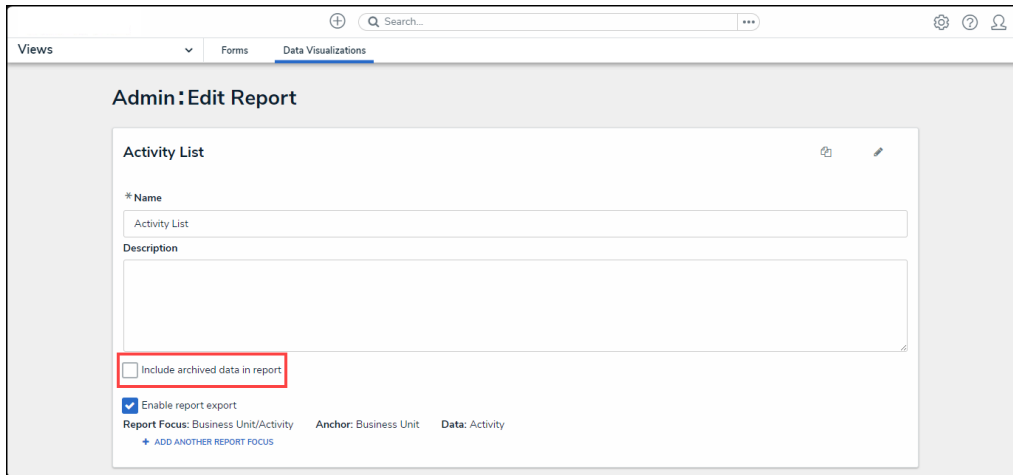 Search...
Views Forms Data Visualizations
Admin:Edit Report
Activity List
*Name
Activity List
Description
Include archived data in report
Enable report export
Report Focus: Business Unit/Activity Anchor: Business Unit Data: Activity
+ ADD ANOTHER REPORT FOCUS